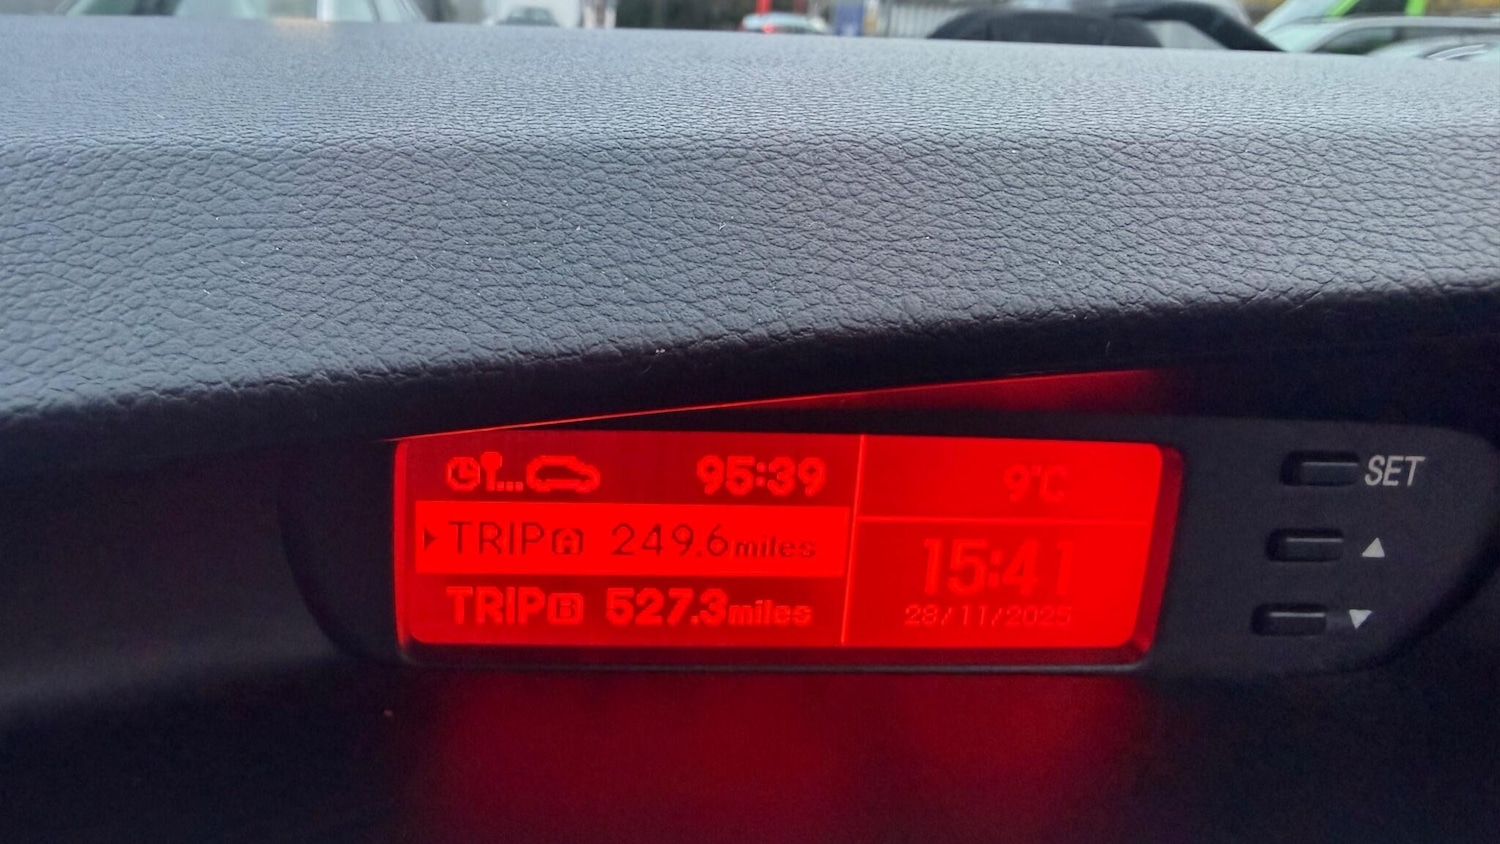 95:39
TRIP A 249.6miles
TRIP B 527.3miles
9°C
15:41
28/11/2025
SET